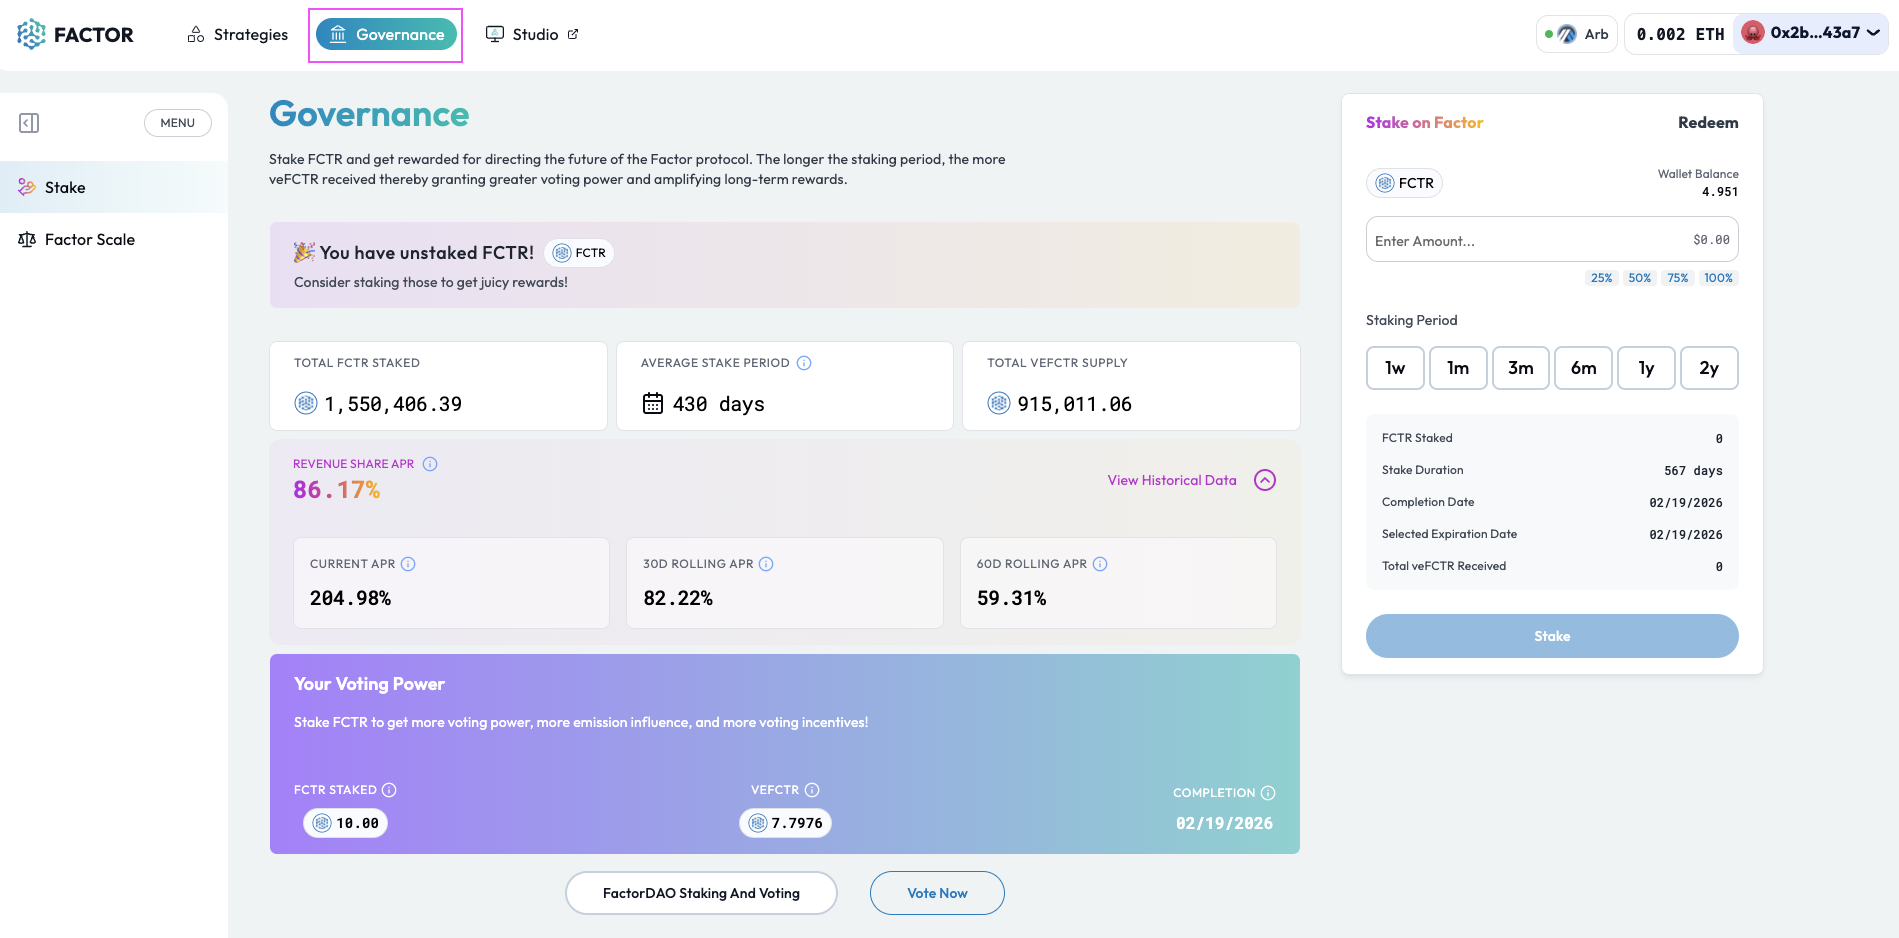 FACTOR
Strategies
Governance
Studio
Arb
0.002 ETH
0x2b...43a7
MENU
Stake
Factor Scale
Governance
Stake FCTR and get rewarded for directing the future of the Factor protocol. The longer the staking period, the more
veFCTR received thereby granting greater voting power and amplifying long-term rewards.
You have unstaked FCTR!
FCTR
Consider staking those to get juicy rewards!
TOTAL FCTR STAKED
1,550,406.39
AVERAGE STAKE PERIOD
430 days
TOTAL VEFCTR SUPPLY
915,011.06
REVENUE SHARE APR
86.17%
View Historical Data
CURRENT APR
204.98%
30D ROLLING APR
82.22%
60D ROLLING APR
59.31%
Your Voting Power
Stake FCTR to get more voting power, more emission influence, and more voting incentives!
FCTR STAKED
10.00
VEFCTR
7.7976
COMPLETION
02/19/2026
FactorDAO Staking And Voting
Vote Now
Stake on Factor
Redeem
FCTR
Wallet Balance
4.951
Enter Amount...
$0.00
25% 50% 75% 100%
Staking Period
1w 1m 3m 6m 1y 2y
FCTR Staked 0
Stake Duration 567 days
Completion Date 02/19/2026
Selected Expiration Date 02/19/2026
Total veFCTR Received 0
Stake